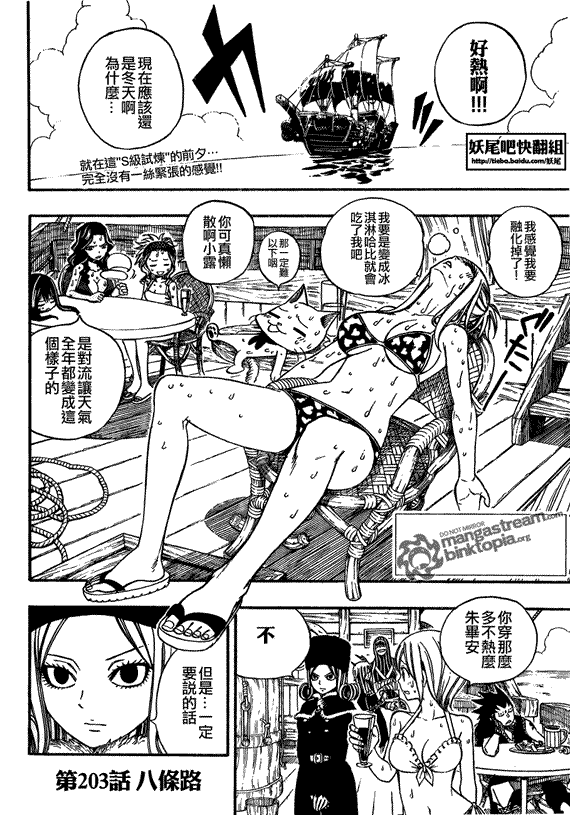 好熱啊!!!
現在應該還
是冬天啊
為什麼…
妖尾吧快翻組
http://tieba.baidu.com/妖尾
就在這"S級試煉"的前夕…
完全沒有一絲緊張的感覺!!
我感覺我要
融化掉了!
我要是變成冰
淇淋哈比就會
吃了我吧
那一定難
以下咽
你可真懶
散啊小露
是對流讓天氣
全年都變成這
個樣子的
DO NOT MIRROR
mangastream.com
binktopia.org
你穿那麼
多不熱麼
朱畢安
不
但是…一定
要説的話
第203話 八條路